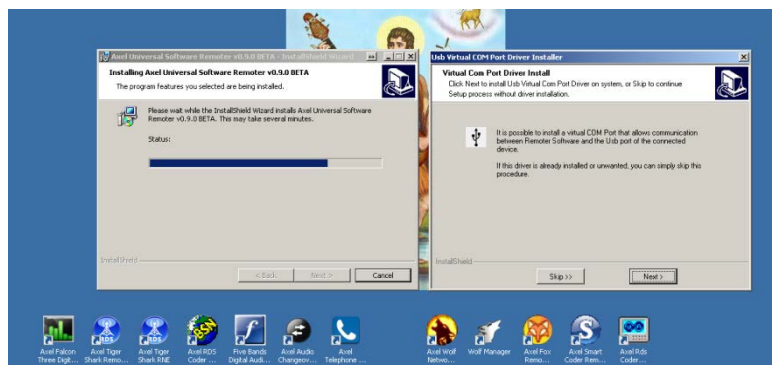 Axel Universal Software Remoter v0.9.0 BETA - InstallShield Wizard
Installing Axel Universal Software Remoter v0.9.0 BETA
The program features you selected are being installed.
Please wait while the InstallShield Wizard installs Axel Universal Software
Remoter v0.9.0 BETA. This may take several minutes.
Status:
InstallShield
< Back
Next >
Cancel
Usb Virtual COM Port Driver Installer
Virtual Com Port Driver Install
Click Next to install Usb Virtual Com Port Driver on system, or Skip to continue
Setup process without driver installation.
It is possible to install a virtual COM Port that allows communication
between Remoter Software and the Usb port of the connected
device.
If this driver is already installed or unwanted, you can simply skip this
procedure.
InstallShield
Skip >>
Next >
RDS
RDS
BSN
Axel Falcon
Three Digit...
Axel Tiger
Shark Remo...
Axel Tiger
Shark RNE
Axel RDS
Coder ...
Five Bands
Digital Audi...
Axel Audio
Changeov...
Axel
Telephone ...
Axel Wolf
Netwo...
Wolf Manager
Axel Fox
Remo...
Axel Smart
Coder Rem...
Axel Rds
Coder...